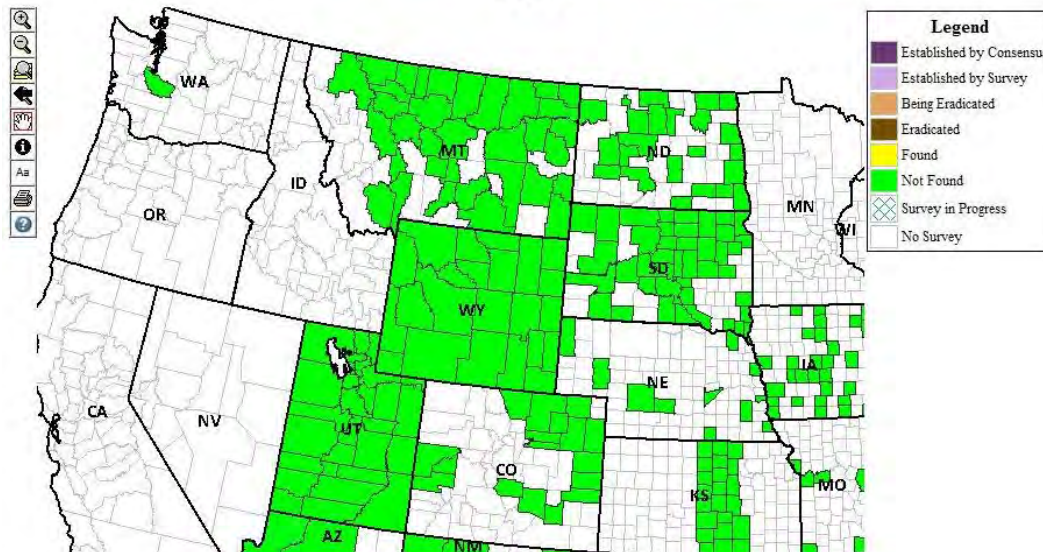 Legend
Established by Consensu
Established by Survey
Being Eradicated
Eradicated
Found
Not Found
Survey in Progress
No Survey
Aa
WA
MT
ND
MN
WI
OR
ID
SD
WY
IA
NE
CA
NV
UT
CO
KS
MO
AZ
NM